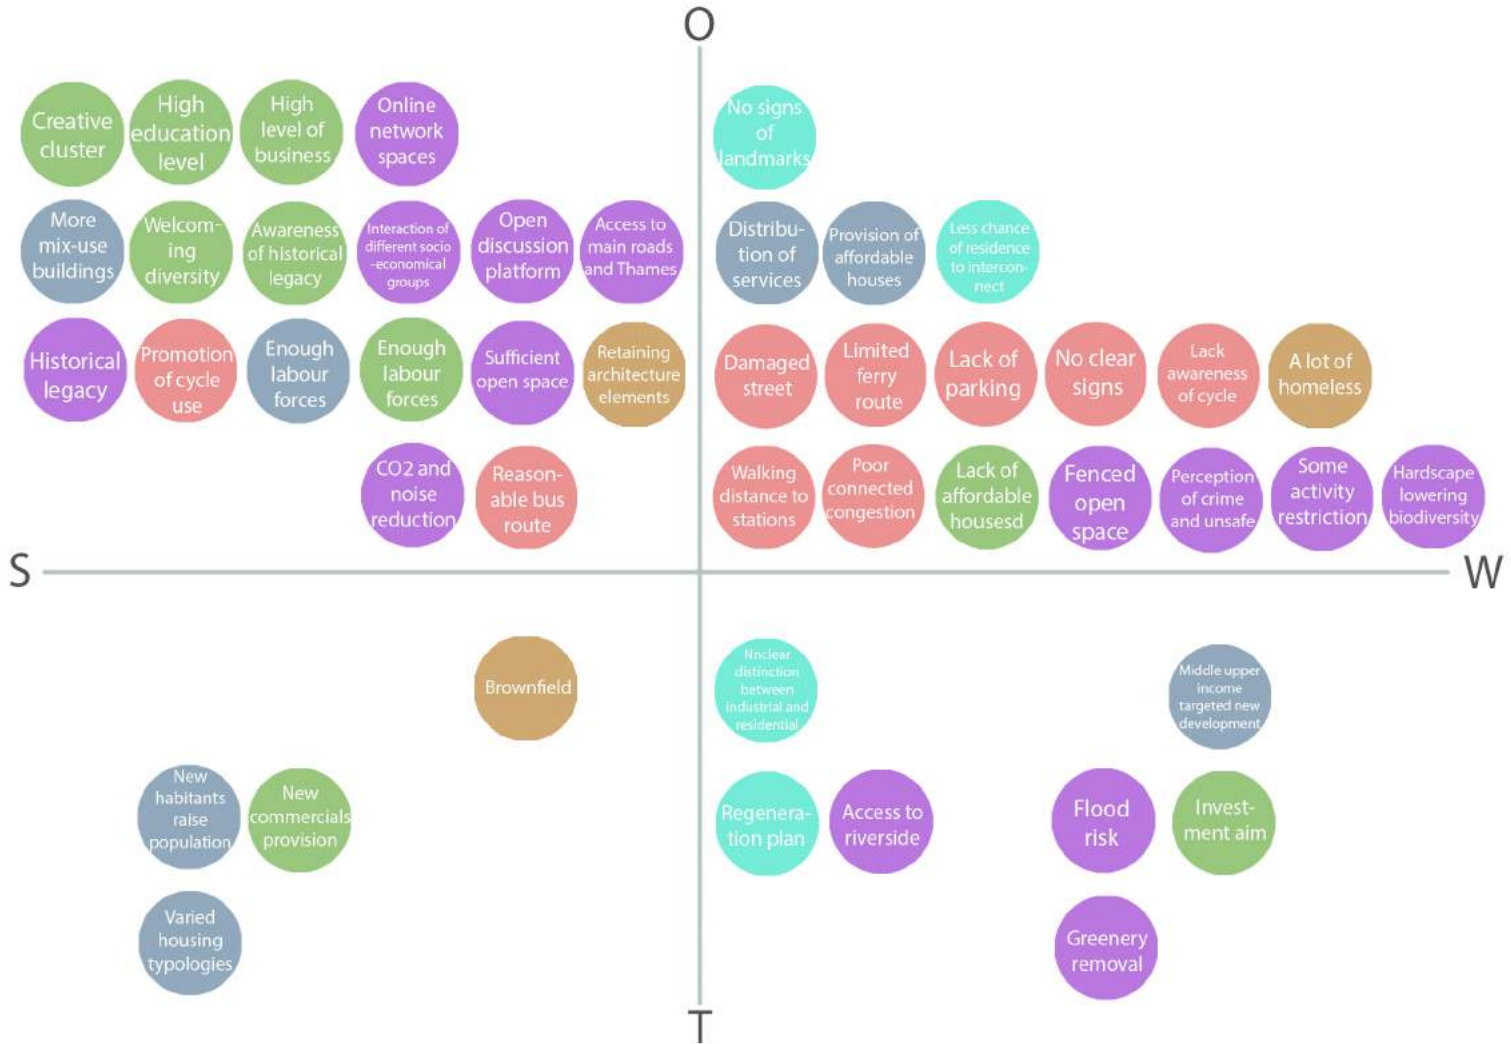 O
Creative
cluster
High
education
level
High
level of
business
Online
network
spaces
No signs
of
landmarks
More
mix-use
buildings
Welcom-
ing
diversity
Awareness
of historical
legacy
Interaction of
different socio
-economical
groups
Open
discussion
platform
Access to
main roads
and Thames
Distribu-
tion of
services
Provision of
affordable
houses
Less chance
of residence
to intercon-
nect
Historical
legacy
Promotion
of cycle
use
Enough
labour
forces
Enough
labour
forces
Sufficient
open space
Retaining
architecture
elements
Damaged
street
Limited
ferry
route
Lack of
parking
No clear
signs
Lack
awareness
of cycle
A lot of
homeless
CO2 and
noise
reduction
Reason-
able bus
route
Walking
distance to
stations
Poor
connected
congestion
Lack of
affordable
housesd
Fenced
open
space
Perception
of crime
and unsafe
Some
activity
restriction
Hardscape
lowering
biodiversity
S
W
Brownfield
Nnclear
distinction
between
industrial and
residential
Middle upper
income
targeted new
development
New
habitants
raise
population
New
commercials
provision
Regenera-
tion plan
Access to
riverside
Flood
risk
Invest-
ment aim
Varied
housing
typologies
Greenery
removal
T